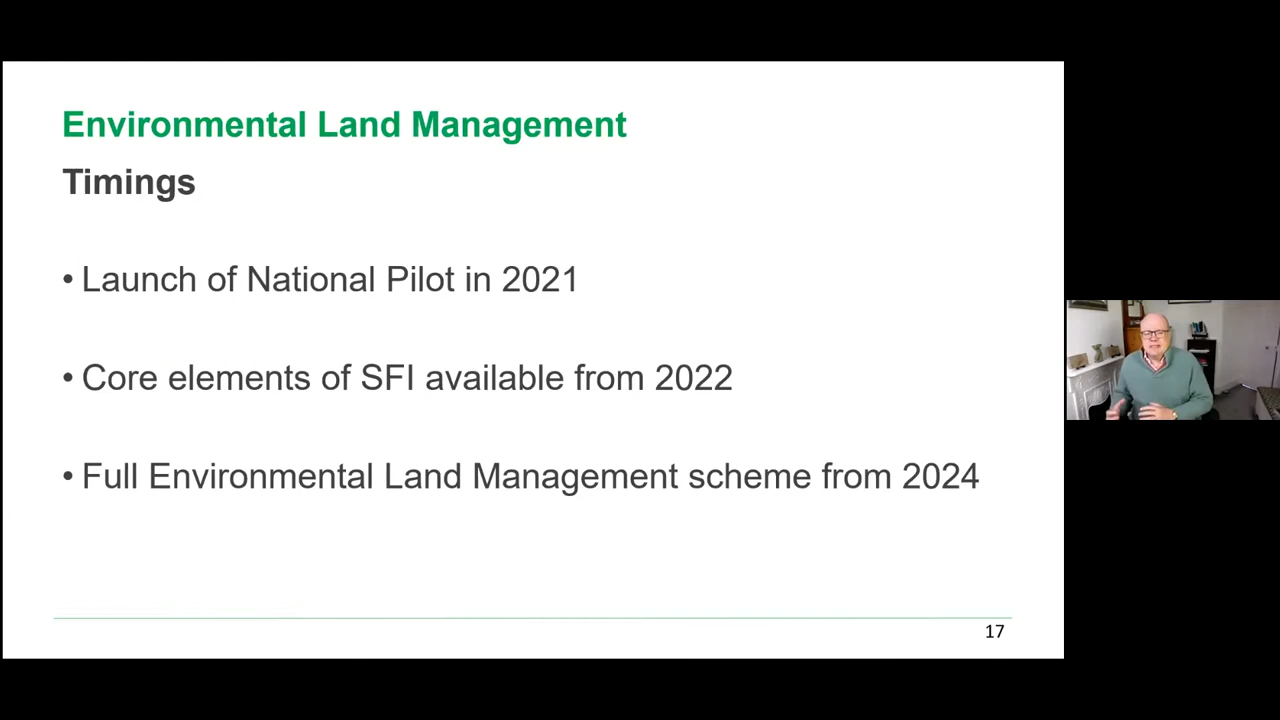 Environmental Land Management
Timings
• Launch of National Pilot in 2021
• Core elements of SFI available from 2022
• Full Environmental Land Management scheme from 2024
17